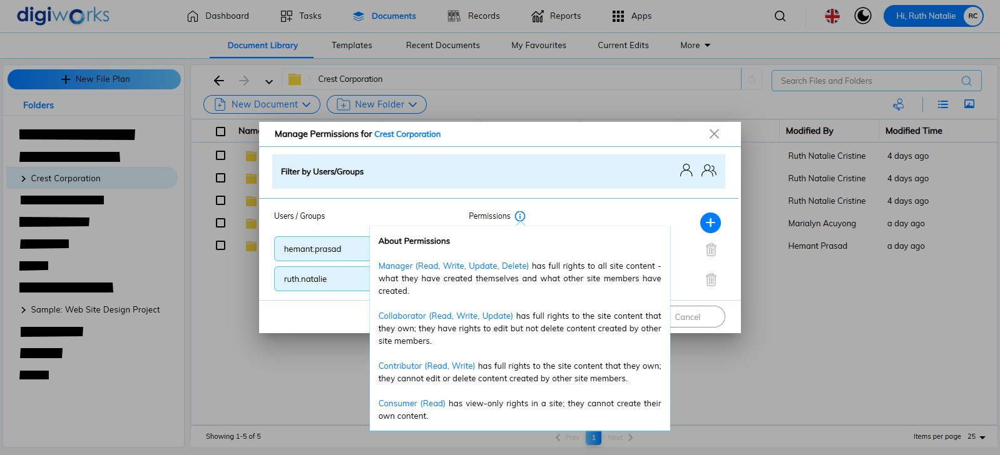 digiworks
Dashboard
Tasks
Documents
Records
Reports
Apps
Hi, Ruth Natalie
RC
Document Library
Templates
Recent Documents
My Favourites
Current Edits
More
New File Plan
Crest Corporation
Search Files and Folders
Folders
New Document
New Folder
Name
Modified By
Modified Time
Manage Permissions for Crest Corporation
Ruth Natalie Cristine
4 days ago
Filter by Users/Groups
Crest Corporation
Ruth Natalie Cristine
4 days ago
Ruth Natalie Cristine
4 days ago
Users / Groups
Permissions
Marialyn Acuyong
a day ago
hemant.prasad
Hemant Prasad
a day ago
ruth.natalie
About Permissions
Manager (Read, Write, Update, Delete) has full rights to all site content -
what they have created themselves and what other site members have
created.
Collaborator (Read, Write, Update) has full rights to the site content that
they own; they have rights to edit but not delete content created by other
site members.
Contributor (Read, Write) has full rights to the site content that they own;
they cannot edit or delete content created by other site members.
Consumer (Read) has view-only rights in a site; they cannot create their
own content.
Cancel
Sample: Web Site Design Project
Showing 1-5 of 5
Prev
1
Next
Items per page
25